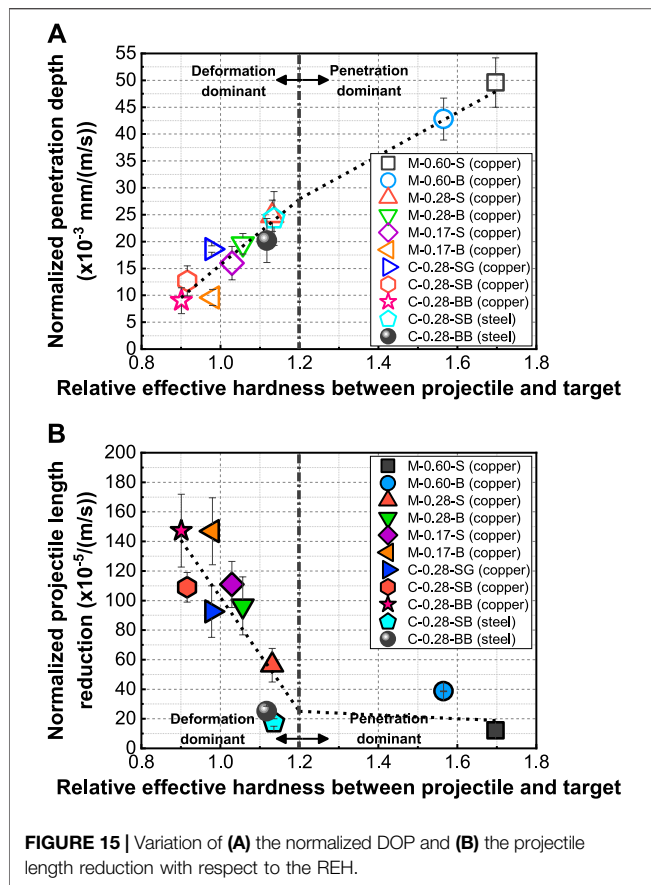 A
Normalized penetration depth
(x10-3 mm/(m/s))
55
50
45
40
35
30
25
20
15
10
5
0
Deformation
dominant
Penetration
dominant
M-0.60-S (copper)
M-0.60-B (copper)
M-0.28-S (copper)
M-0.28-B (copper)
M-0.17-S (copper)
M-0.17-B (copper)
C-0.28-SG (copper)
C-0.28-SB (copper)
C-0.28-BB (copper)
C-0.28-SB (steel)
C-0.28-BB (steel)
0.8 1.0 1.2 1.4 1.6 1.8
Relative effective hardness between projectile and target
B
Normalized projectile length
reduction (x10-5/(m/s))
200
180
160
140
120
100
80
60
40
20
0
M-0.60-S (copper)
M-0.60-B (copper)
M-0.28-S (copper)
M-0.28-B (copper)
M-0.17-S (copper)
M-0.17-B (copper)
C-0.28-SG (copper)
C-0.28-SB (copper)
C-0.28-BB (copper)
C-0.28-SB (steel)
C-0.28-BB (steel)
Deformation
dominant
Penetration
dominant
0.8 1.0 1.2 1.4 1.6 1.8
Relative effective hardness between projectile and target
FIGURE 15 | Variation of (A) the normalized DOP and (B) the projectile
length reduction with respect to the REH.